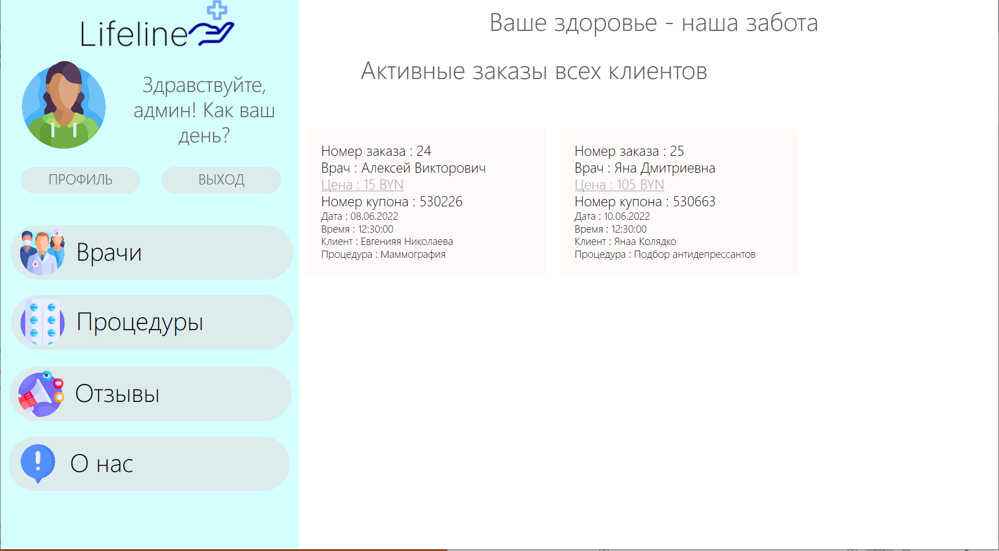 Lifeline
Здравствуйте,
админ! Как ваш
день?
ПРОФИЛЬ
ВЫХОД
Врачи
Процедуры
Отзывы
О нас
Ваше здоровье - наша забота
Активные заказы всех клиентов
Номер заказа : 24
Врач : Алексей Викторович
Цена : 15 BYN
Номер купона : 530226
Дата : 08.06.2022
Время : 12:30:00
Клиент : Евгенияя Николаева
Процедура : Маммография
Номер заказа : 25
Врач : Яна Дмитриевна
Цена : 105 BYN
Номер купона : 530663
Дата : 10.06.2022
Время : 12:30:00
Клиент : Янаа Колядко
Процедура : Подбор антидепрессантов